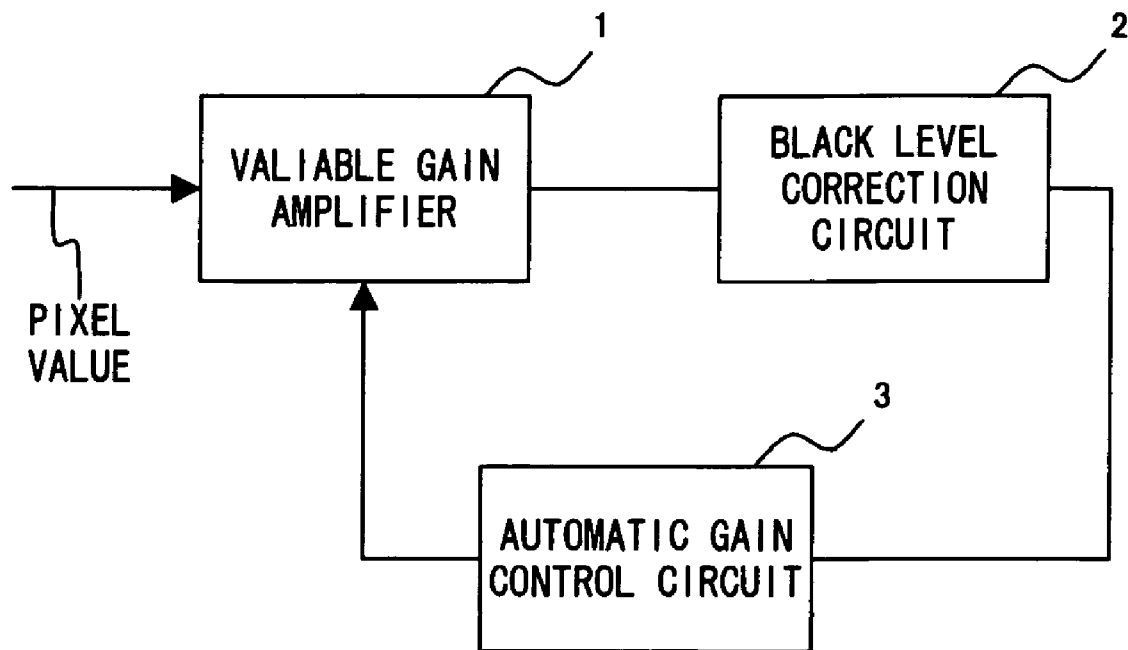 1
2
VALIABLE GAIN
AMPLIFIER
BLACK LEVEL
CORRECTION
CIRCUIT
PIXEL
VALUE
3
AUTOMATIC GAIN
CONTROL CIRCUIT